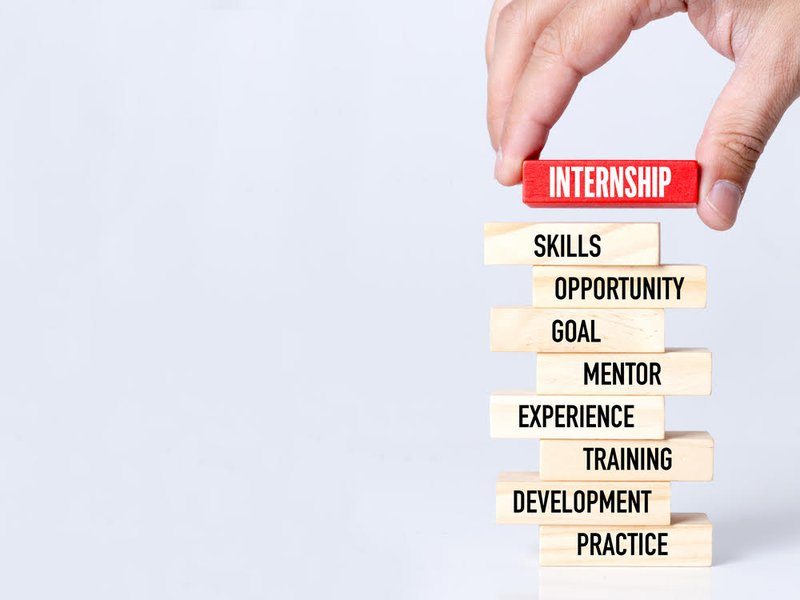 INTERNSHIP
SKILLS
OPPORTUNITY
GOAL
MENTOR
EXPERIENCE
TRAINING
DEVELOPMENT
PRACTICE